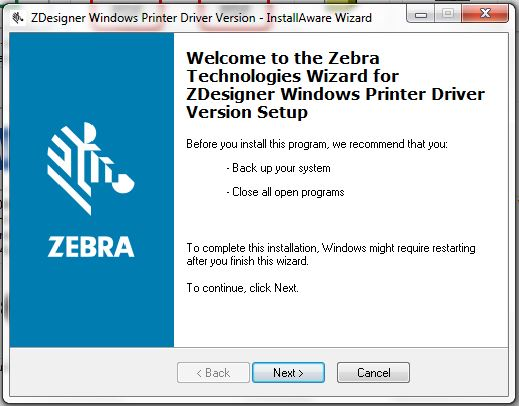 ZDesigner Windows Printer Driver Version - InstallAware Wizard
Welcome to the Zebra
Technologies Wizard for
ZDesigner Windows Printer Driver
Version Setup
Before you install this program, we recommend that you:
- Back up your system
- Close all open programs
To complete this installation, Windows might require restarting
after you finish this wizard.
To continue, click Next.
ZEBRA
< Back
Next >
Cancel